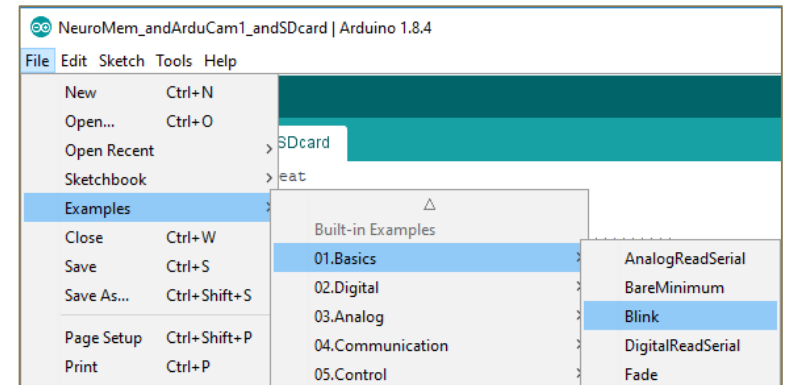 NeuroMem_andArduCam1_andSDcard | Arduino 1.8.4
File Edit Sketch Tools Help
New Ctrl+N
Open... Ctrl+O
Open Recent
Sketchbook
Examples
Close Ctrl+W
Save Ctrl+S
Save As... Ctrl+Shift+S
Page Setup Ctrl+Shift+P
Print Ctrl+P
SDcard
eat
Built-in Examples
01.Basics
02.Digital
03.Analog
04.Communication
05.Control
AnalogReadSerial
BareMinimum
Blink
DigitalReadSerial
Fade